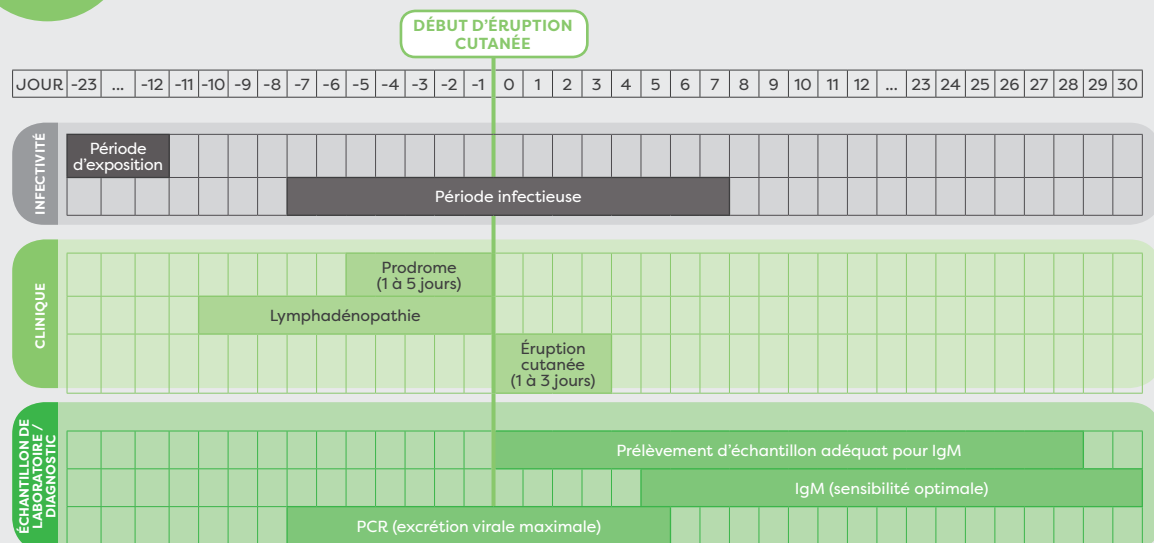 DÉBUT D'ÉRUPTION
CUTANÉE
JOUR -23 ... -12 -11 -10 -9 -8 -7 -6 -5 -4 -3 -2 -1 0 1 2 3 4 5 6 7 8 9 10 11 12 ... 23 24 25 26 27 28 29 30
INFECTIVITÉ
Période
d'exposition
Période infectieuse
CLINIQUE
Prodrome
(1 à 5 jours)
Lymphadénopathie
Éruption
cutanée
(1 à 3 jours)
ÉCHANTILLON DE
LABORATOIRE /
DIAGNOSTIC
Prélèvement d'échantillon adéquat pour IgM
IgM (sensibilité optimale)
PCR (excrétion virale maximale)